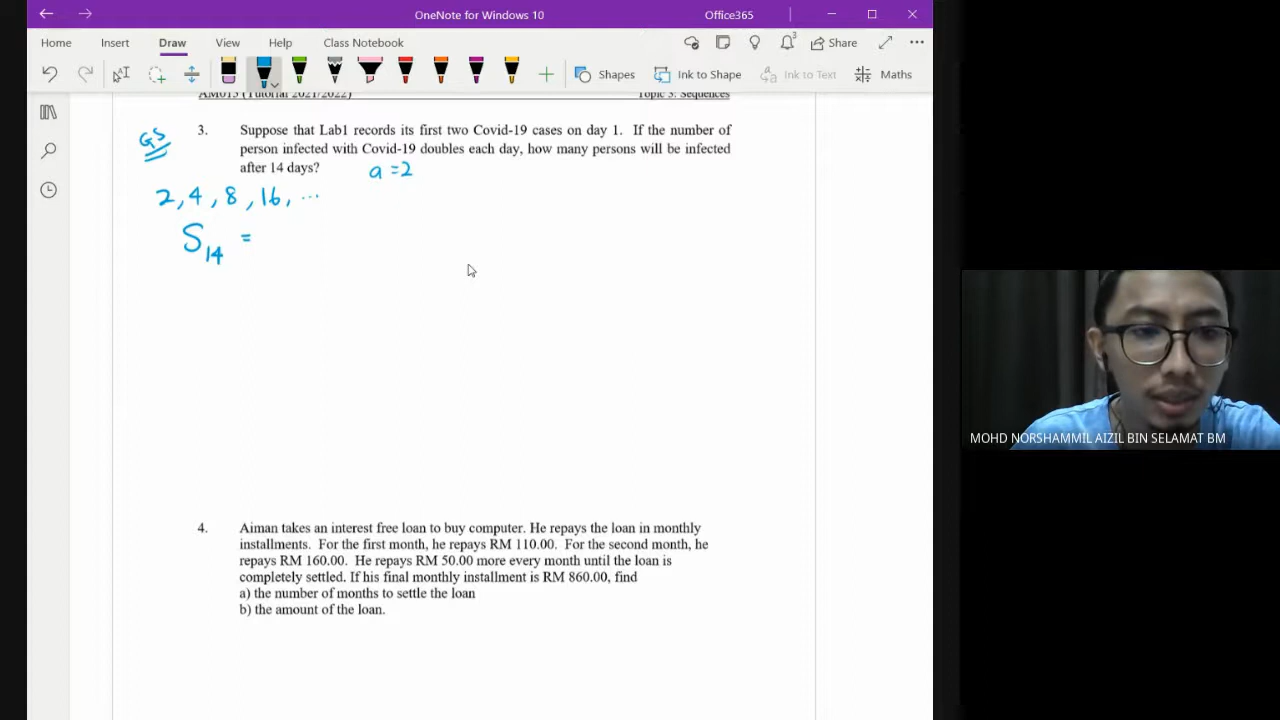 OneNote for Windows 10
Office365
Home Insert Draw View Help Class Notebook
Share
Shapes Ink to Shape Ink to Text Maths
AM015 (Tutorial 2021/2022) Topic 3: Sequences
GS
3. Suppose that Lab1 records its first two Covid-19 cases on day 1. If the number of
person infected with Covid-19 doubles each day, how many persons will be infected
after 14 days?
a = 2
2, 4, 8, 16, ...
S14 =
MOHD NORSHAMMIL AIZIL BIN SELAMAT BM
4. Aiman takes an interest free loan to buy computer. He repays the loan in monthly
installments. For the first month, he repays RM 110.00. For the second month, he
repays RM 160.00. He repays RM 50.00 more every month until the loan is
completely settled. If his final monthly installment is RM 860.00, find
a) the number of months to settle the loan
b) the amount of the loan.